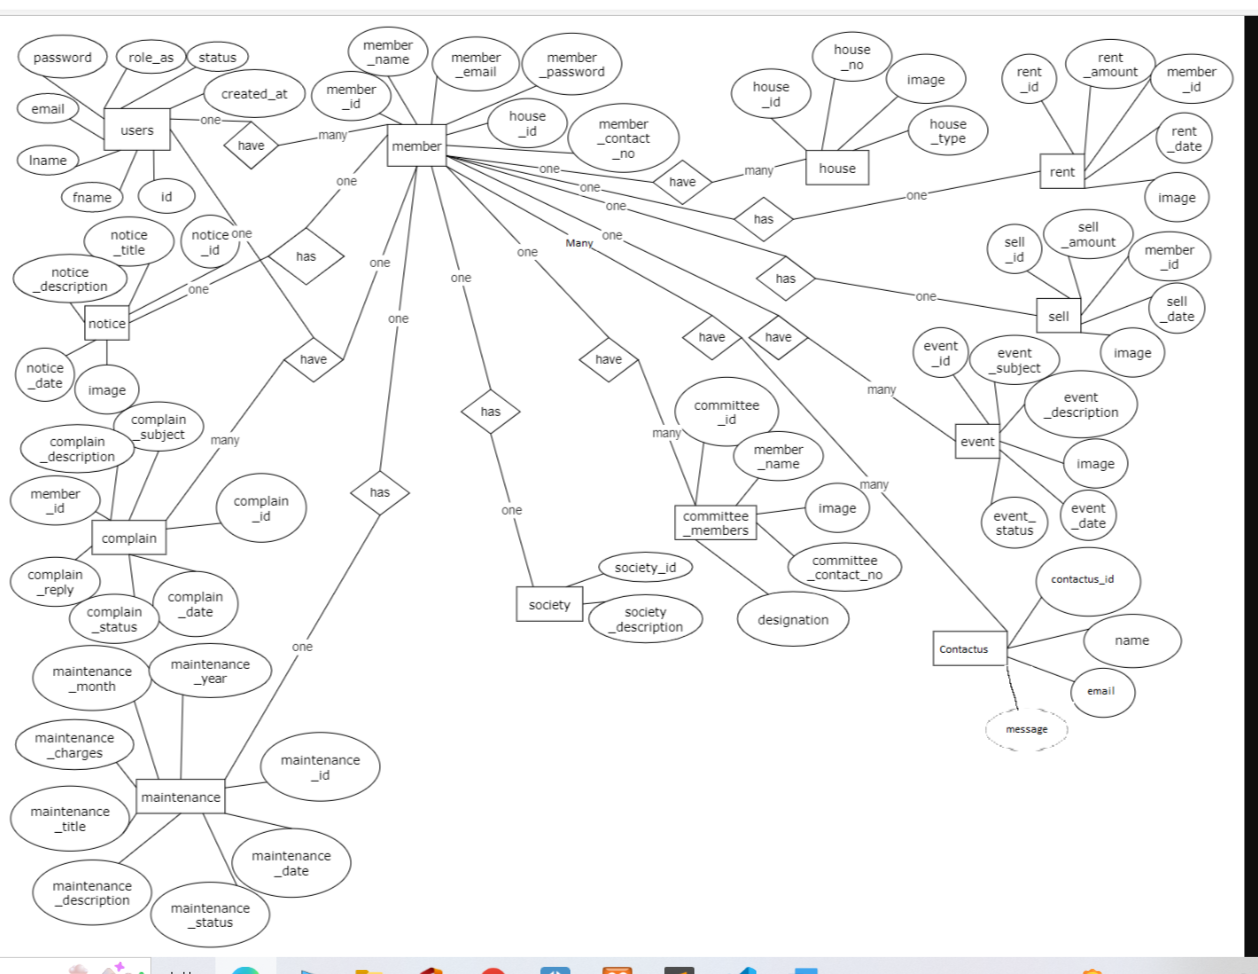 password
role_as
status
created_at
email
users
lname
fname
id
one
have
many
member
_name
member
_email
member
_password
member
_id
house
_id
member
_contact
_no
member
house
_no
house
_id
image
house
_type
house
one
have
many
rent
_id
rent
_amount
member
_id
rent
_date
image
rent
one
has
one
one
has
one
sell
_id
sell
_amount
member
_id
sell
_date
image
sell
notice
_title
notice
_id
notice
_description
notice
notice
_date
image
one
has
one
one
have
one
many
complain
_subject
complain
_description
member
_id
complain
_id
complain
complain
_reply
complain
_status
complain
_date
one
has
one
maintenance
_month
maintenance
_year
maintenance
_charges
maintenance
_id
maintenance
maintenance
_title
maintenance
_description
maintenance
_status
maintenance
_date
one
has
one
society
society_id
society
_description
one
have
many
committee
_id
member
_name
image
committee
_members
committee
_contact_no
designation
Many
have
many
one
have
many
event
_id
event
_subject
event
_description
event
image
event_
status
event
_date
contactus_id
Contactus
name
email
message